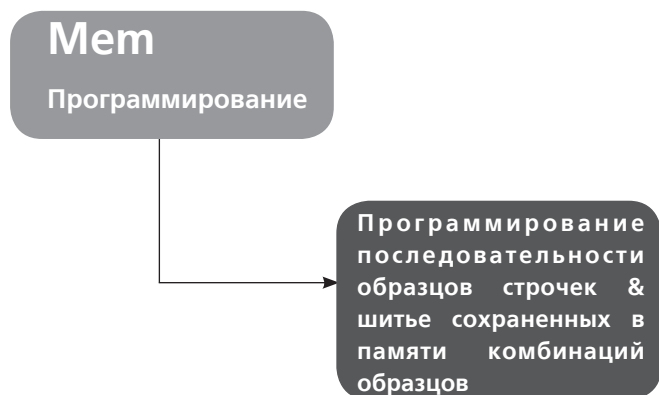 Mem
Программирование
Программирование
последовательности
образцов строчек &
шитье сохраненных в
памяти комбинаций
образцов